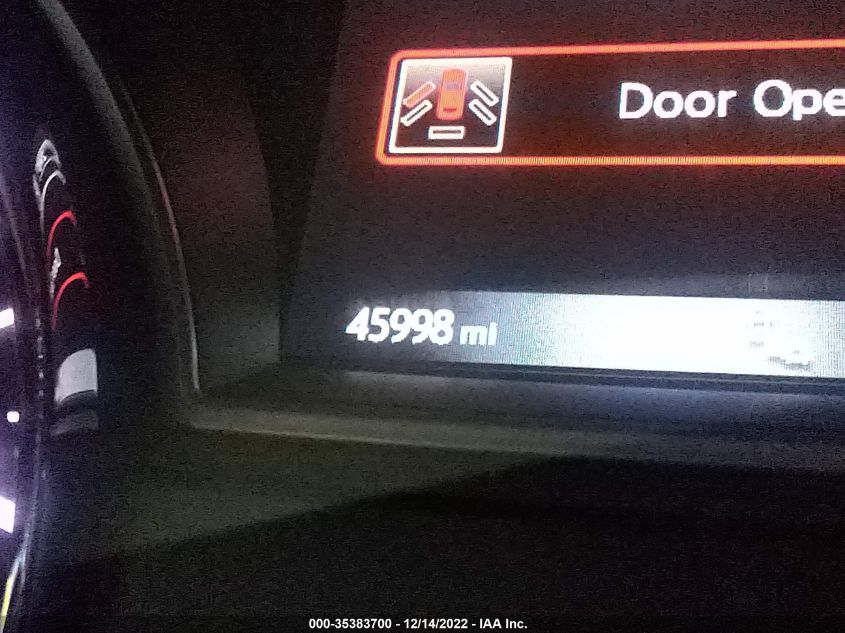 Door Ope
45998 mi
000-35383700 - 12/14/2022 - IAA Inc.